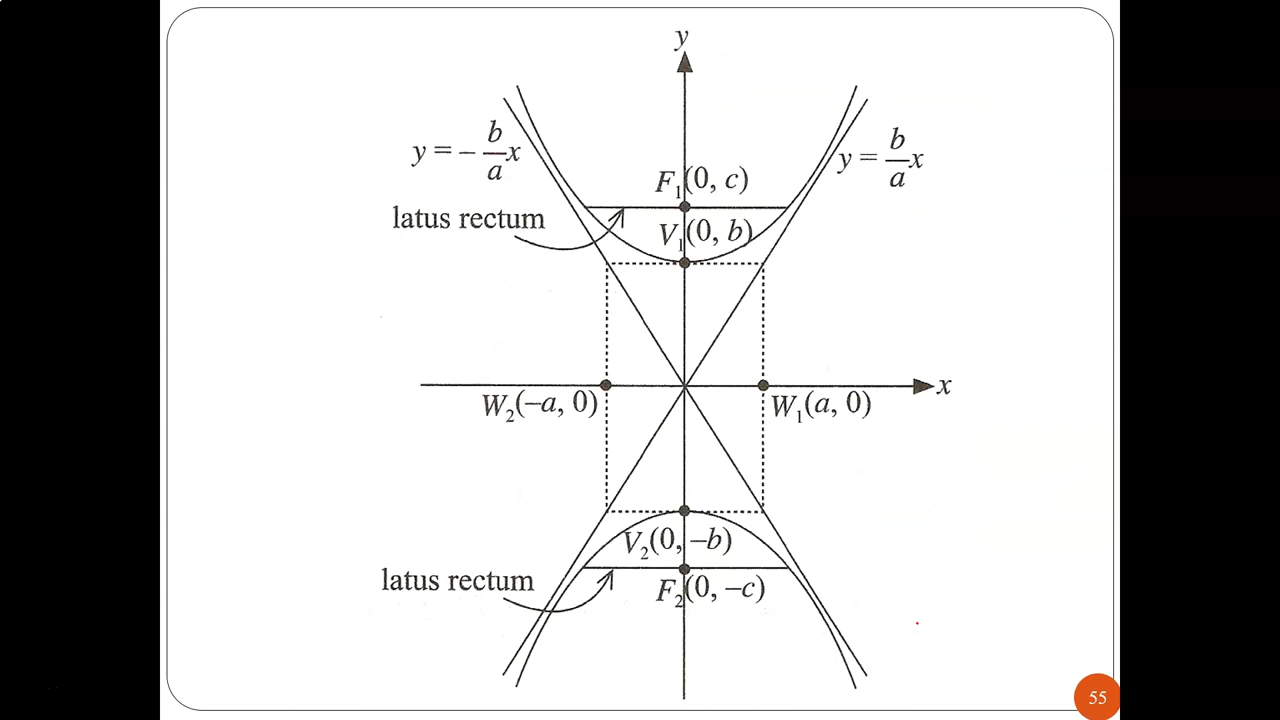 y
y = – b/a x
y = b/a x
F₁(0, c)
latus rectum
V₁(0, b)
x
W₂(–a, 0)
W₁(a, 0)
V₂(0, –b)
latus rectum
F₂(0, –c)
55